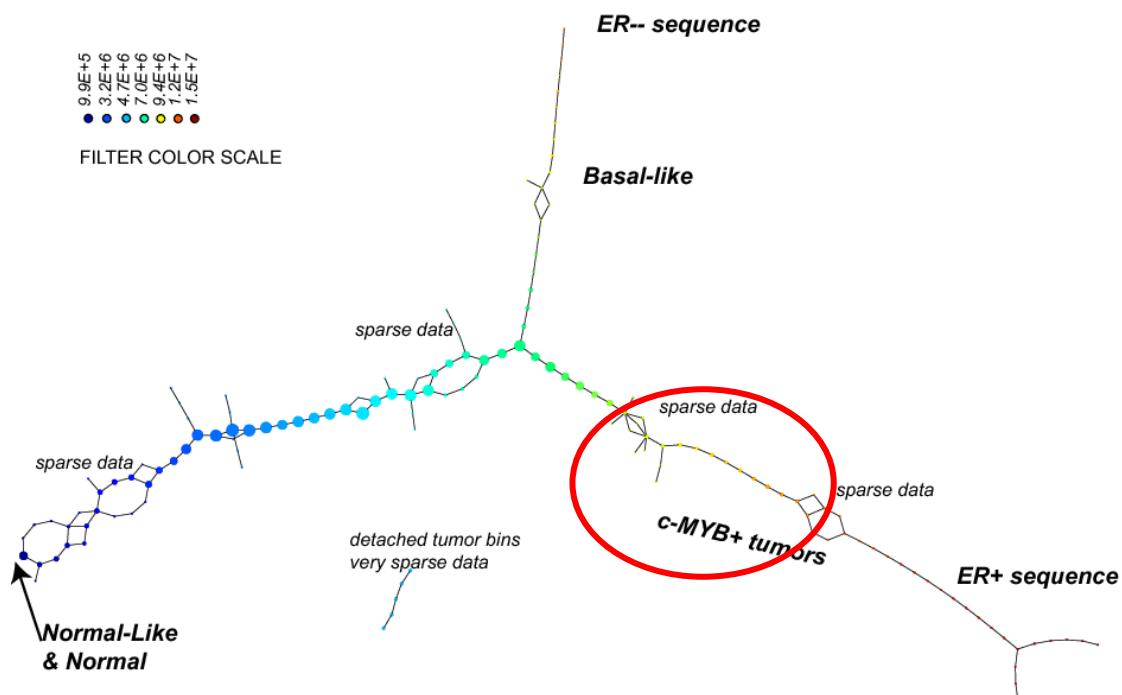 ER-- sequence
9.9E+5
3.2E+6
4.7E+6
7.0E+6
9.4E+6
1.2E+7
1.5E+7
FILTER COLOR SCALE
Basal-like
sparse data
sparse data
sparse data
sparse data
c-MYB+ tumors
detached tumor bins
very sparse data
ER+ sequence
Normal-Like
& Normal